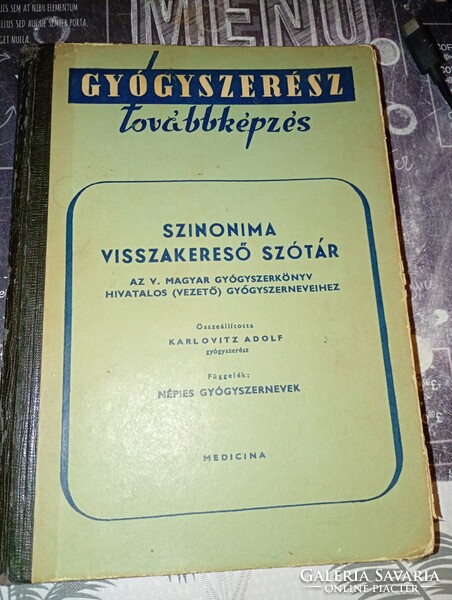 GYÓGYSZERÉSZ
továbbképzés
SZINONIMA
VISSZAKERESŐ SZÓTÁR
AZ V. MAGYAR GYÓGYSZERKÖNYV
HIVATALOS (VEZETŐ) GYÓGYSZERNEVEIHEZ
Összeállította
KARLOVITZ ADOLF
gyógyszerész
Függelék:
NÉPIES GYÓGYSZERNEVEK
MEDICINA
MENU
GALERIA SAVARIA
ONLINE PIACTÉR